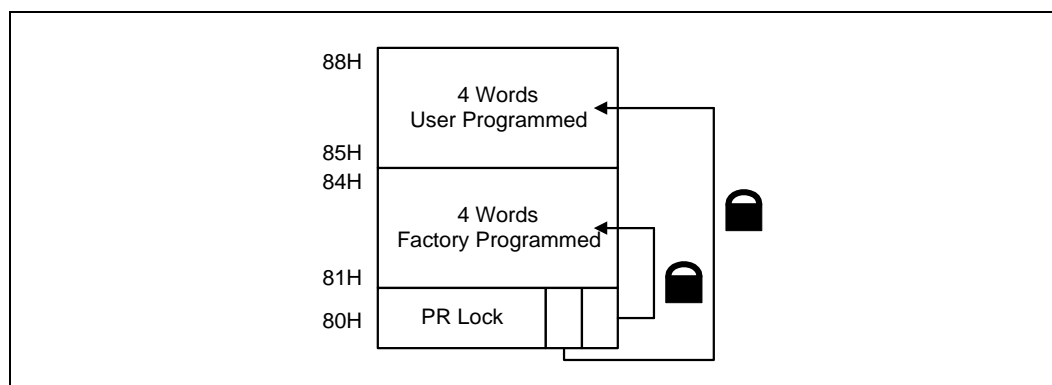 88H
4 Words
User Programmed
85H
84H
4 Words
Factory Programmed
81H
80H
PR Lock